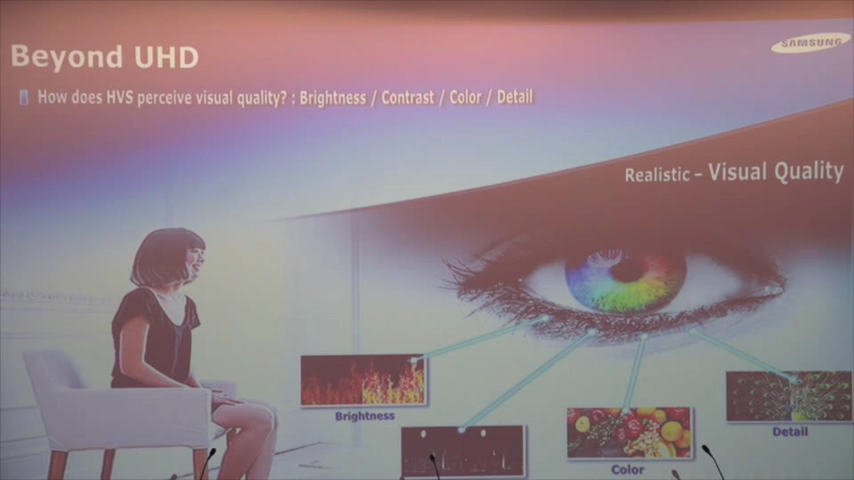 Beyond UHD
SAMSUNG
How does HVS perceive visual quality? : Brightness / Contrast / Color / Detail
Realistic – Visual Quality
Brightness
Color
Detail